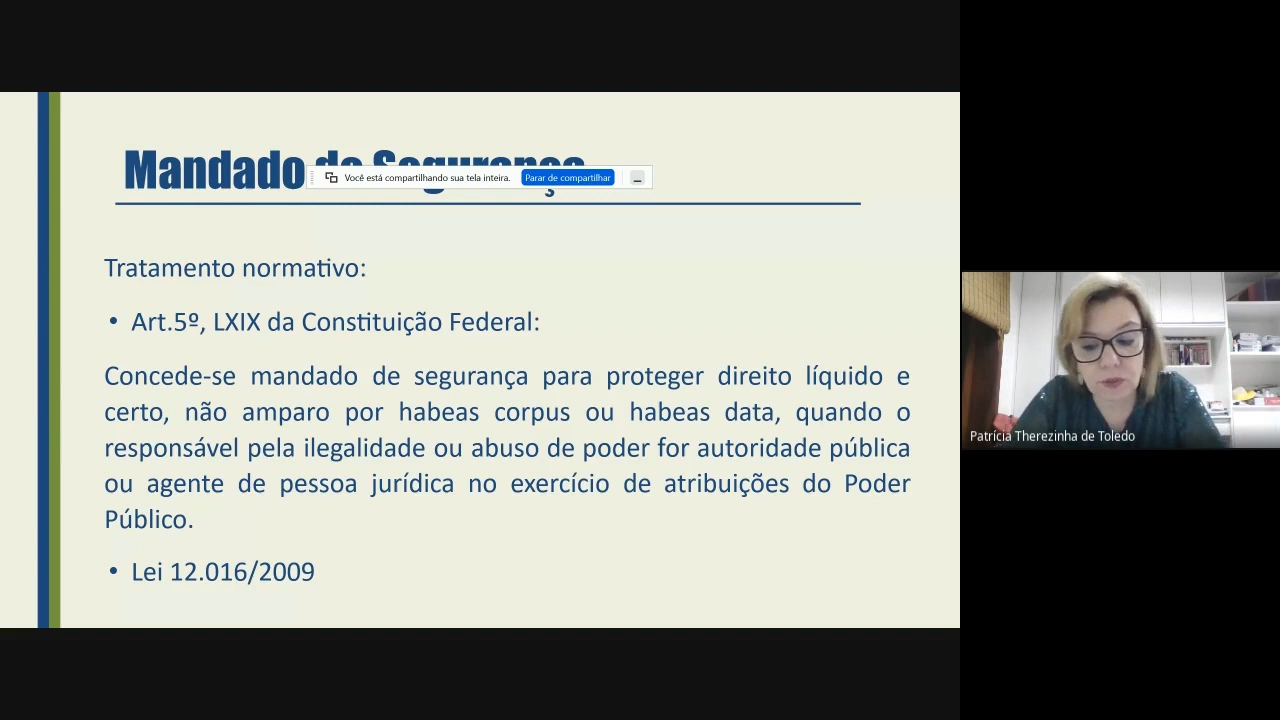 Mandado de Segurança
Você está compartilhando sua tela inteira. Parar de compartilhar
Tratamento normativo:
• Art.5º, LXIX da Constituição Federal:
Concede-se mandado de segurança para proteger direito líquido e
certo, não amparo por habeas corpus ou habeas data, quando o
responsável pela ilegalidade ou abuso de poder for autoridade pública
ou agente de pessoa jurídica no exercício de atribuições do Poder
Público.
• Lei 12.016/2009
Patrícia Therezinha de Toledo